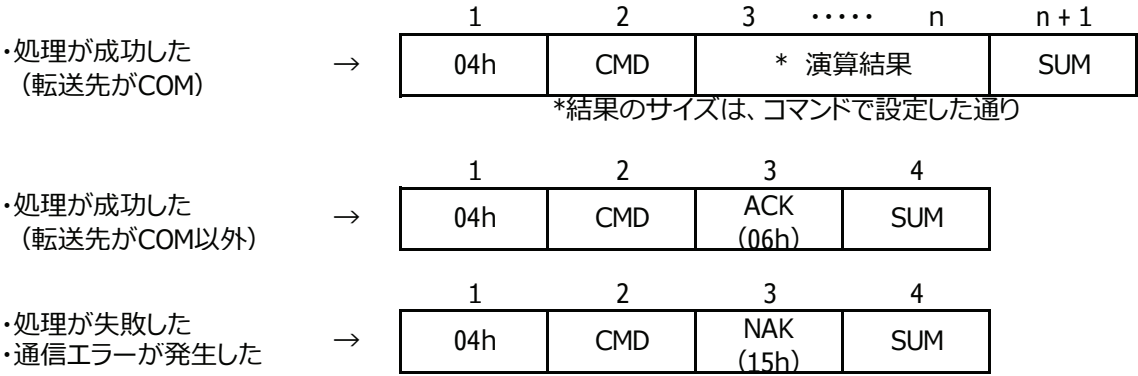 1 2 3 ・・・・・ n n + 1
・処理が成功した
（転送先がCOM）
→ 04h CMD * 演算結果 SUM
*結果のサイズは、コマンドで設定した通り
1 2 3 4
・処理が成功した
（転送先がCOM以外）
→ 04h CMD ACK SUM
（06h）
1 2 3 4
・処理が失敗した
・通信エラーが発生した
→ 04h CMD NAK SUM
（15h）